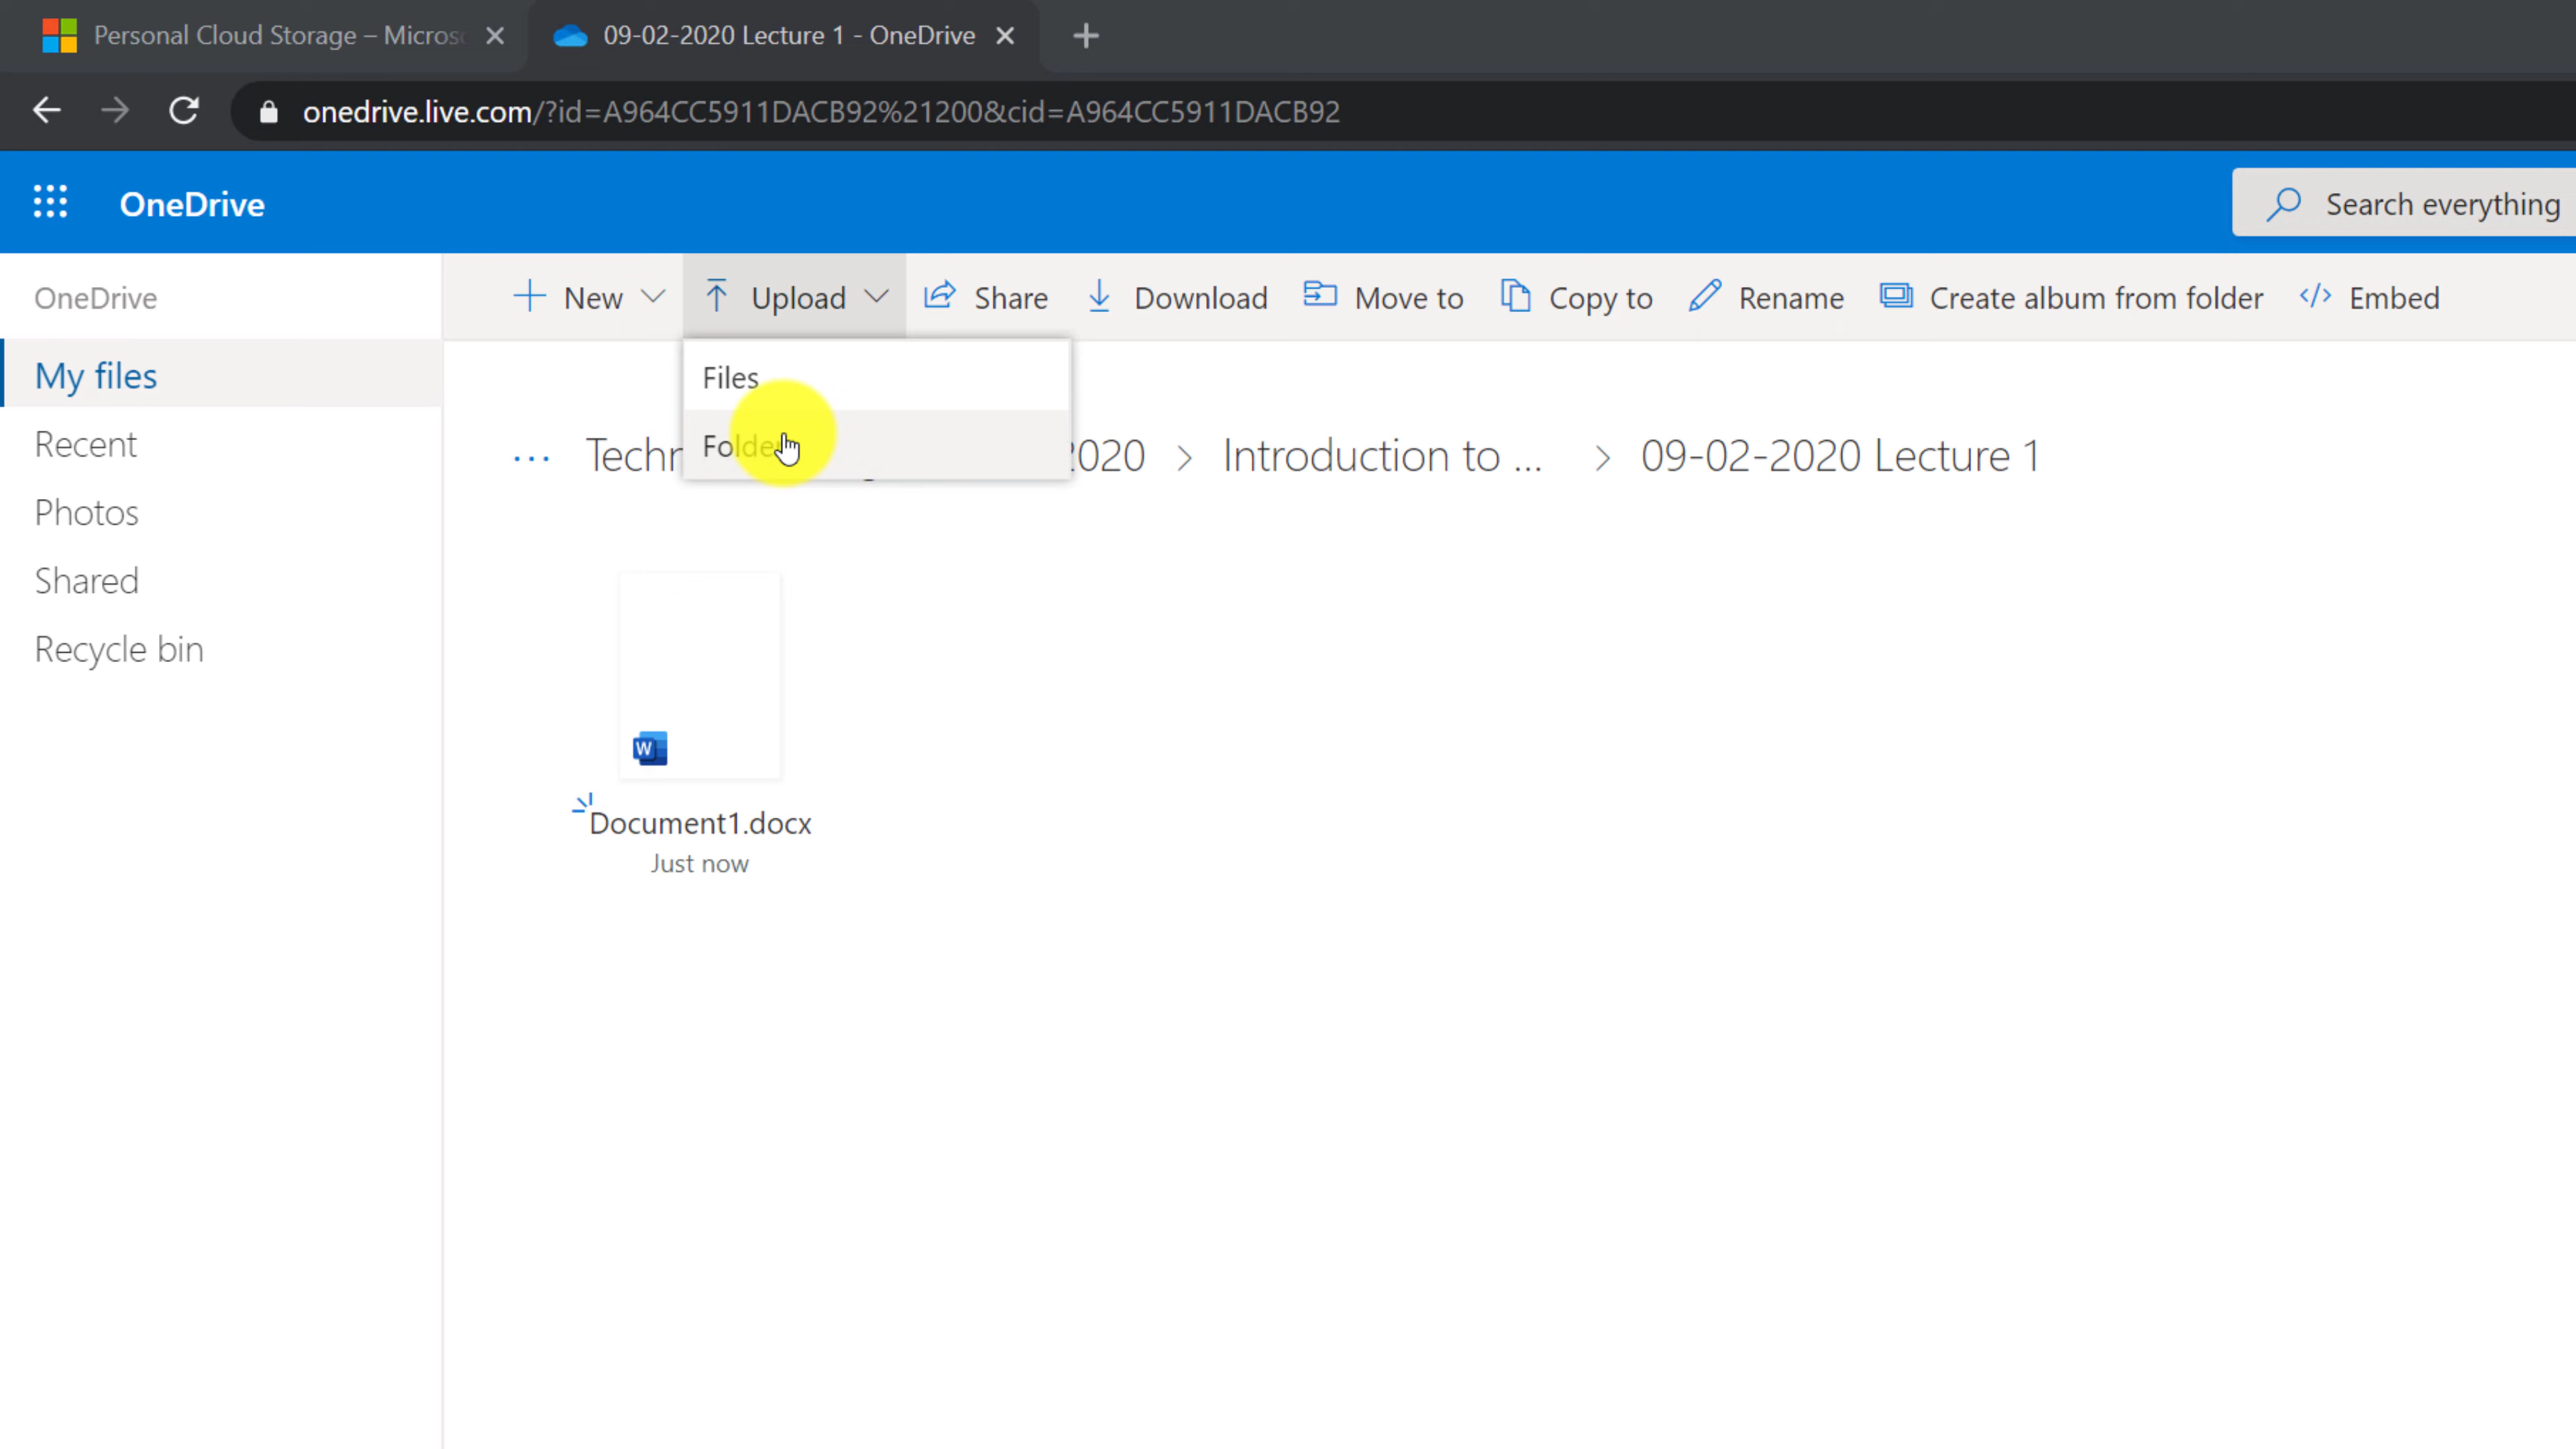 Personal Cloud Storage – Micros
09-02-2020 Lecture 1 - OneDrive
onedrive.live.com/?id=A964CC5911DACB92%21200&cid=A964CC5911DACB92
OneDrive
Search everything
OneDrive
New
Upload
Share
Download
Move to
Copy to
Rename
Create album from folder
Embed
My files
Recent
Photos
Shared
Recycle bin
Files
Folder
... 2020 > Introduction to ... > 09-02-2020 Lecture 1
W
Document1.docx
Just now